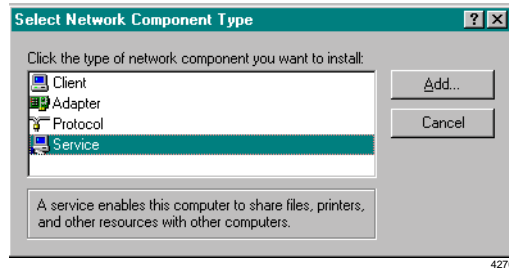 Select Network Component Type
Click the type of network component you want to install:
Client
Adapter
Protocol
Service
Add...
Cancel
A service enables this computer to share files, printers,
and other resources with other computers.